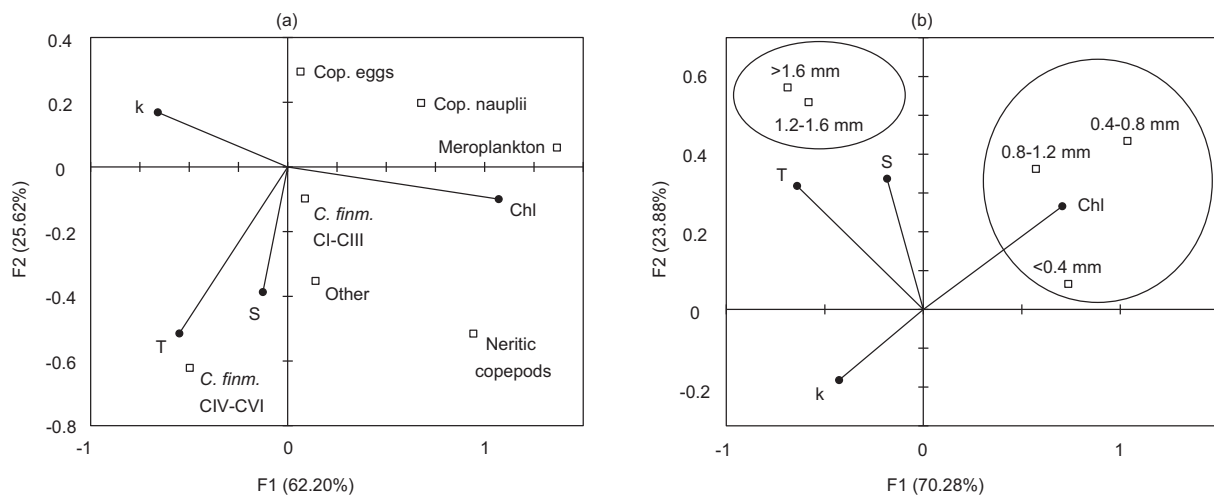 (a)
0.4
0.2
0
-0.2
-0.4
-0.6
-0.8
F2 (25.62%)
k
Cop. eggs
Cop. nauplii
Meroplankton
Chl
C. finm.
CI-CIII
Other
S
T
C. finm.
CIV-CVI
Neritic
copepods
-1
0
1
F1 (62.20%)
(b)
0.6
0.4
0.2
0
-0.2
F2 (23.88%)
>1.6 mm
1.2-1.6 mm
0.4-0.8 mm
0.8-1.2 mm
T
S
Chl
<0.4 mm
k
-1
0
1
F1 (70.28%)